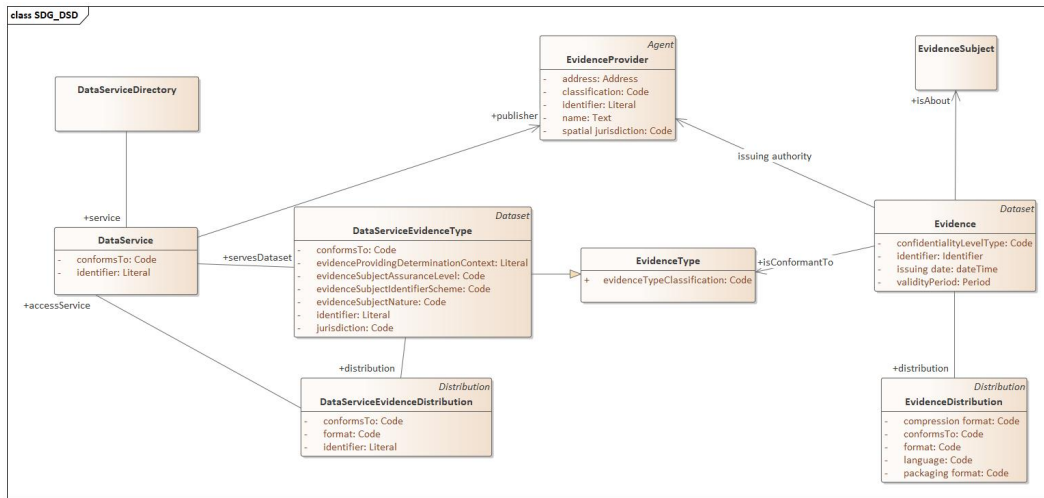 class SDG_DSD
Agent
EvidenceProvider
- address: Address
- classification: Code
- identifier: Literal
- name: Text
- spatial jurisdiction: Code
EvidenceSubject
DataServiceDirectory
+publisher
+isAbout
issuing authority
+service
DataService
- conformsTo: Code
- identifier: Literal
+servesDataset
+accessService
Dataset
DataServiceEvidenceType
- conformsTo: Code
- evidenceProvidingDeterminationContext: Literal
- evidenceSubjectAssuranceLevel: Code
- evidenceSubjectIdentifierScheme: Code
- evidenceSubjectNature: Code
- identifier: Literal
- jurisdiction: Code
EvidenceType
+ evidenceTypeClassification: Code
+isConformantTo
Dataset
Evidence
- confidentialityLevelType: Code
- identifier: Identifier
- issuing date: dateTime
- validityPeriod: Period
+distribution
Distribution
DataServiceEvidenceDistribution
- conformsTo: Code
- format: Code
- identifier: Literal
+distribution
Distribution
EvidenceDistribution
- compression format: Code
- conformsTo: Code
- format: Code
- language: Code
- packaging format: Code